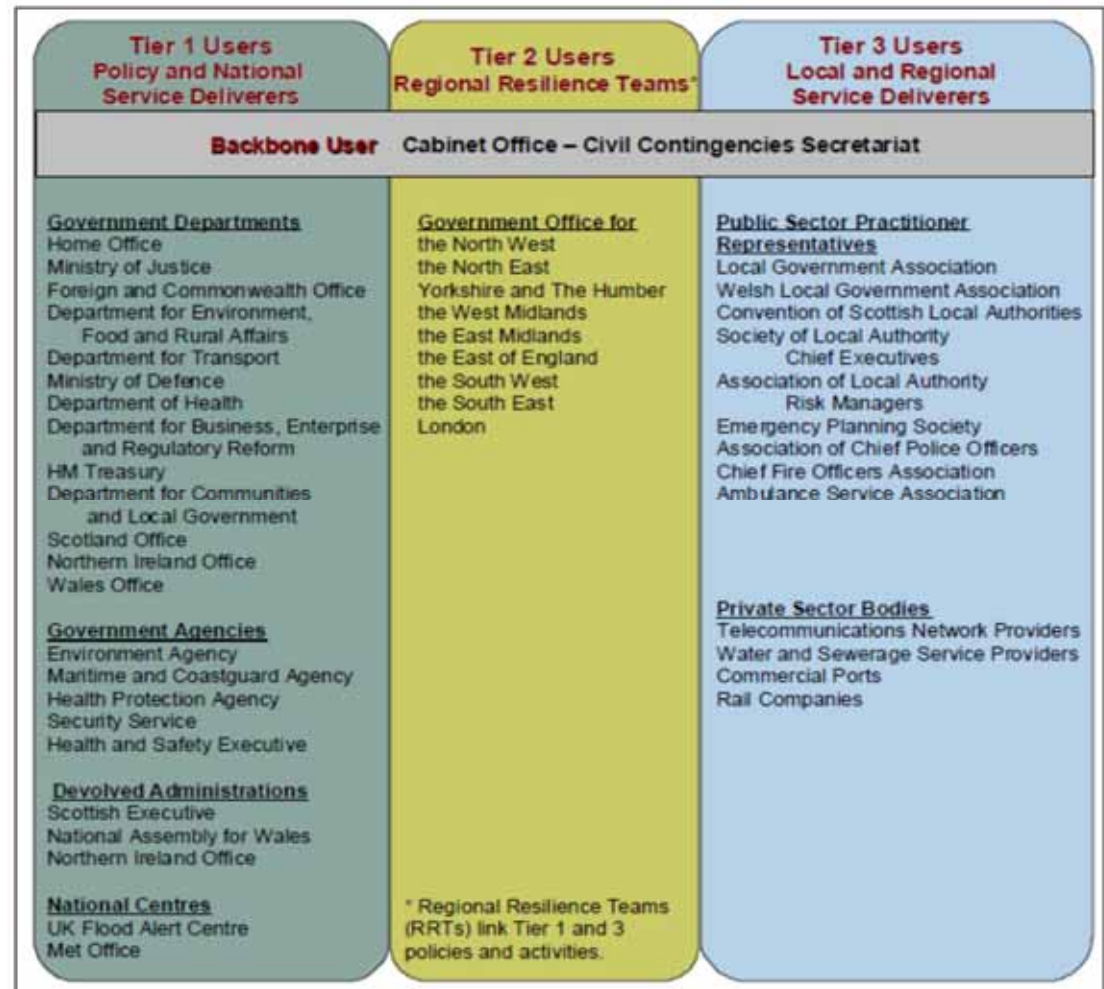 Tier 1 Users
Policy and National
Service Deliverers
Tier 2 Users
Regional Resilience Teams*
Tier 3 Users
Local and Regional
Service Deliverers
Backbone User Cabinet Office – Civil Contingencies Secretariat
Government Departments
Home Office
Ministry of Justice
Foreign and Commonwealth Office
Department for Environment,
Food and Rural Affairs
Department for Transport
Ministry of Defence
Department of Health
Department for Business, Enterprise
and Regulatory Reform
HM Treasury
Department for Communities
and Local Government
Scotland Office
Northern Ireland Office
Wales Office
Government Agencies
Environment Agency
Maritime and Coastguard Agency
Health Protection Agency
Security Service
Health and Safety Executive
Devolved Administrations
Scottish Executive
National Assembly for Wales
Northern Ireland Office
National Centres
UK Flood Alert Centre
Met Office
Government Office for
the North West
the North East
Yorkshire and The Humber
the West Midlands
the East Midlands
the East of England
the South West
the South East
London
* Regional Resilience Teams
(RRTs) link Tier 1 and 3
policies and activities.
Public Sector Practitioner
Representatives
Local Government Association
Welsh Local Government Association
Convention of Scottish Local Authorities
Society of Local Authority
Chief Executives
Association of Local Authority
Risk Managers
Emergency Planning Society
Association of Chief Police Officers
Chief Fire Officers Association
Ambulance Service Association
Private Sector Bodies
Telecommunications Network Providers
Water and Sewerage Service Providers
Commercial Ports
Rail Companies